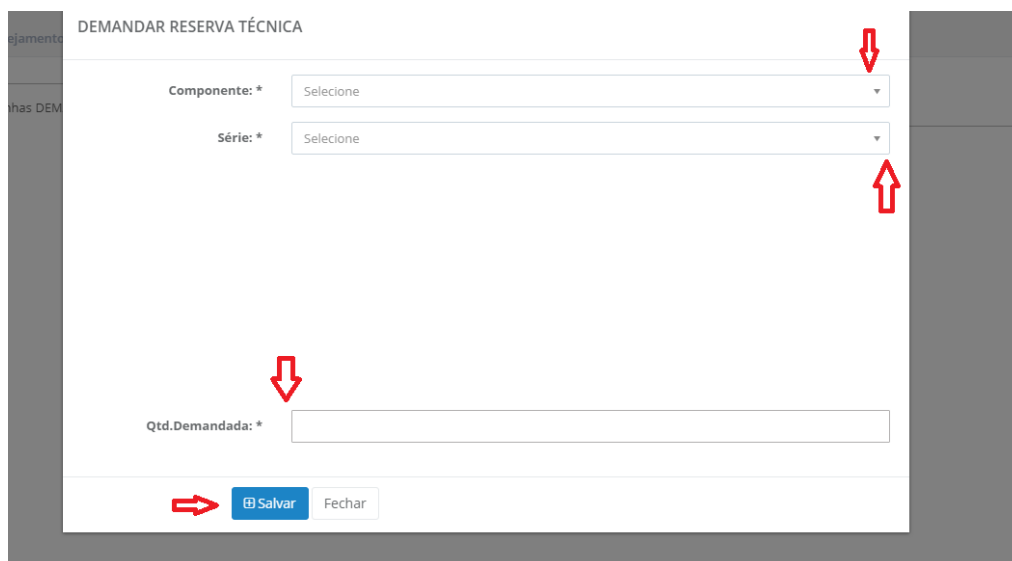 DEMANDAR RESERVA TÉCNICA
ejamento
Componente: * Selecione
nhas DEM
Série: * Selecione
Qtd.Demandada: *
Salvar Fechar